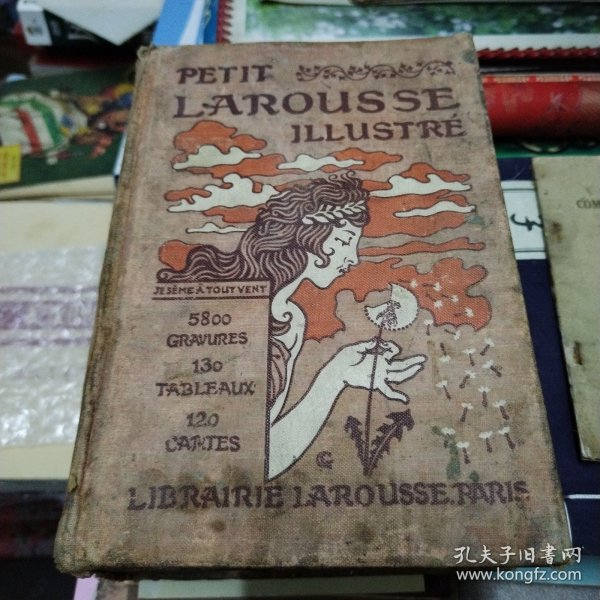 PETIT
LAROUSSE
ILLUSTRÉ
JE SÈME À TOUT VENT
5800
GRAVURES
130
TABLEAUX
120
CARTES
G
LIBRAIRIE LAROUSSE. PARIS
COM
孔夫子旧书网
www.kongfz.com